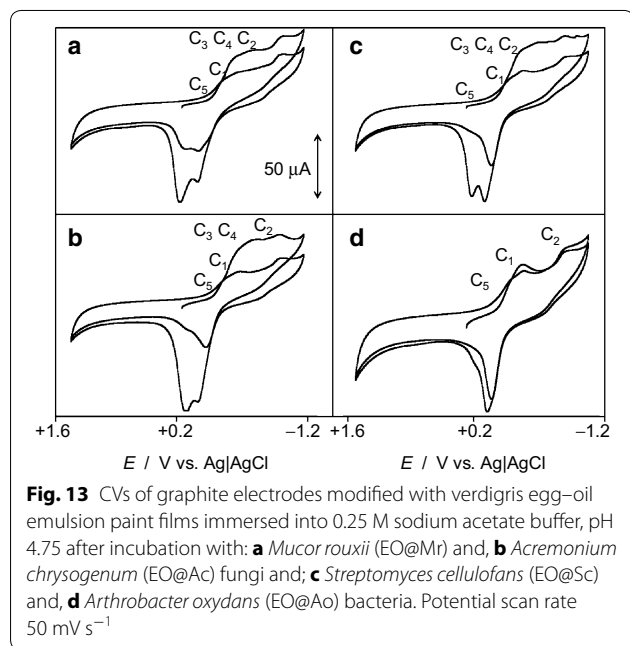 a
C3 C4 C2
C1
C5
50 μA
c
C3 C4 C2
C1
C5
b
C3 C4
C2
C1
C5
d
C2
C1
C5
+1.6 +0.2 −1.2
+1.6 +0.2 −1.2
E / V vs. Ag|AgCl
E / V vs. Ag|AgCl
Fig. 13 CVs of graphite electrodes modified with verdigris egg–oil
emulsion paint films immersed into 0.25 M sodium acetate buffer, pH
4.75 after incubation with: a Mucor rouxii (EO@Mr) and, b Acremonium
chrysogenum (EO@Ac) fungi and; c Streptomyces cellulofans (EO@Sc)
and, d Arthrobacter oxydans (EO@Ao) bacteria. Potential scan rate
50 mV s−1